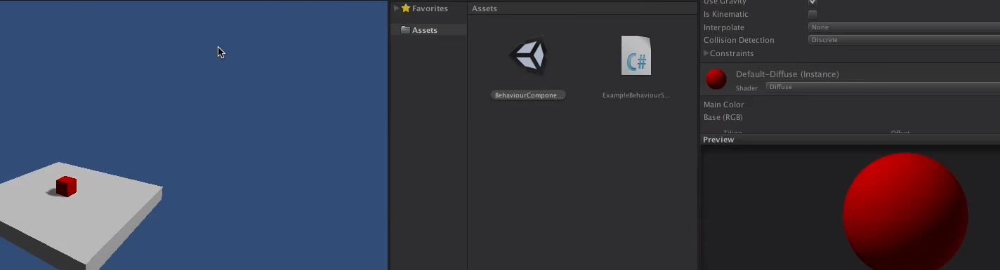 Favorites
Assets
Assets
BehaviourCompone...
C#
ExampleBehaviourS...
Use Gravity
Is Kinematic
Interpolate None
Collision Detection Discrete
Constraints
Default-Diffuse (Instance)
Shader Diffuse
Main Color
Base (RGB)
Tiling Offset
Preview